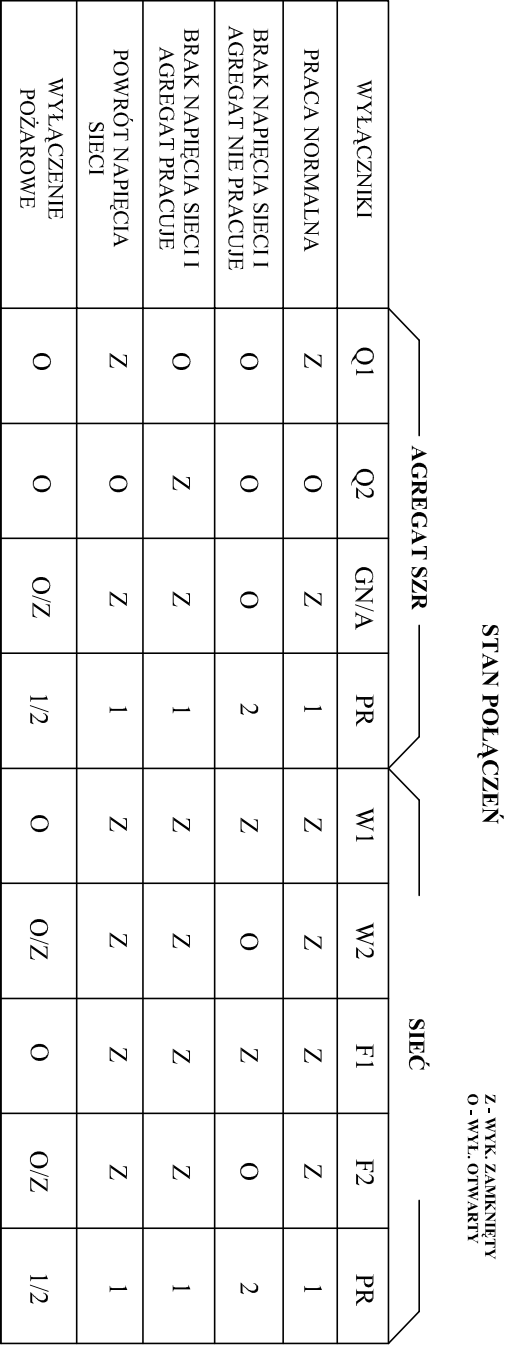 STAN POŁĄCZEŃ
Z - WYK. ZAMKNIĘTY
O - WYŁ. OTWARTY
AGREGAT SZR SIEĆ
WYŁĄCZNIKI Q1 Q2 GN/A PR W1 W2 F1 F2 PR
PRACA NORMALNA Z O Z 1 Z Z Z Z 1
BRAK NAPIĘCIA SIECI I
AGREGAT NIE PRACUJE O O O 2 Z O Z O 2
BRAK NAPIĘCIA SIECI I
AGREGAT PRACUJE O Z Z 1 Z Z Z Z 1
POWRÓT NAPIĘCIA
SIECI Z O Z 1 Z Z Z Z 1
WYŁĄCZENIE
POŻAROWE O O O/Z 1/2 O O/Z O O/Z 1/2